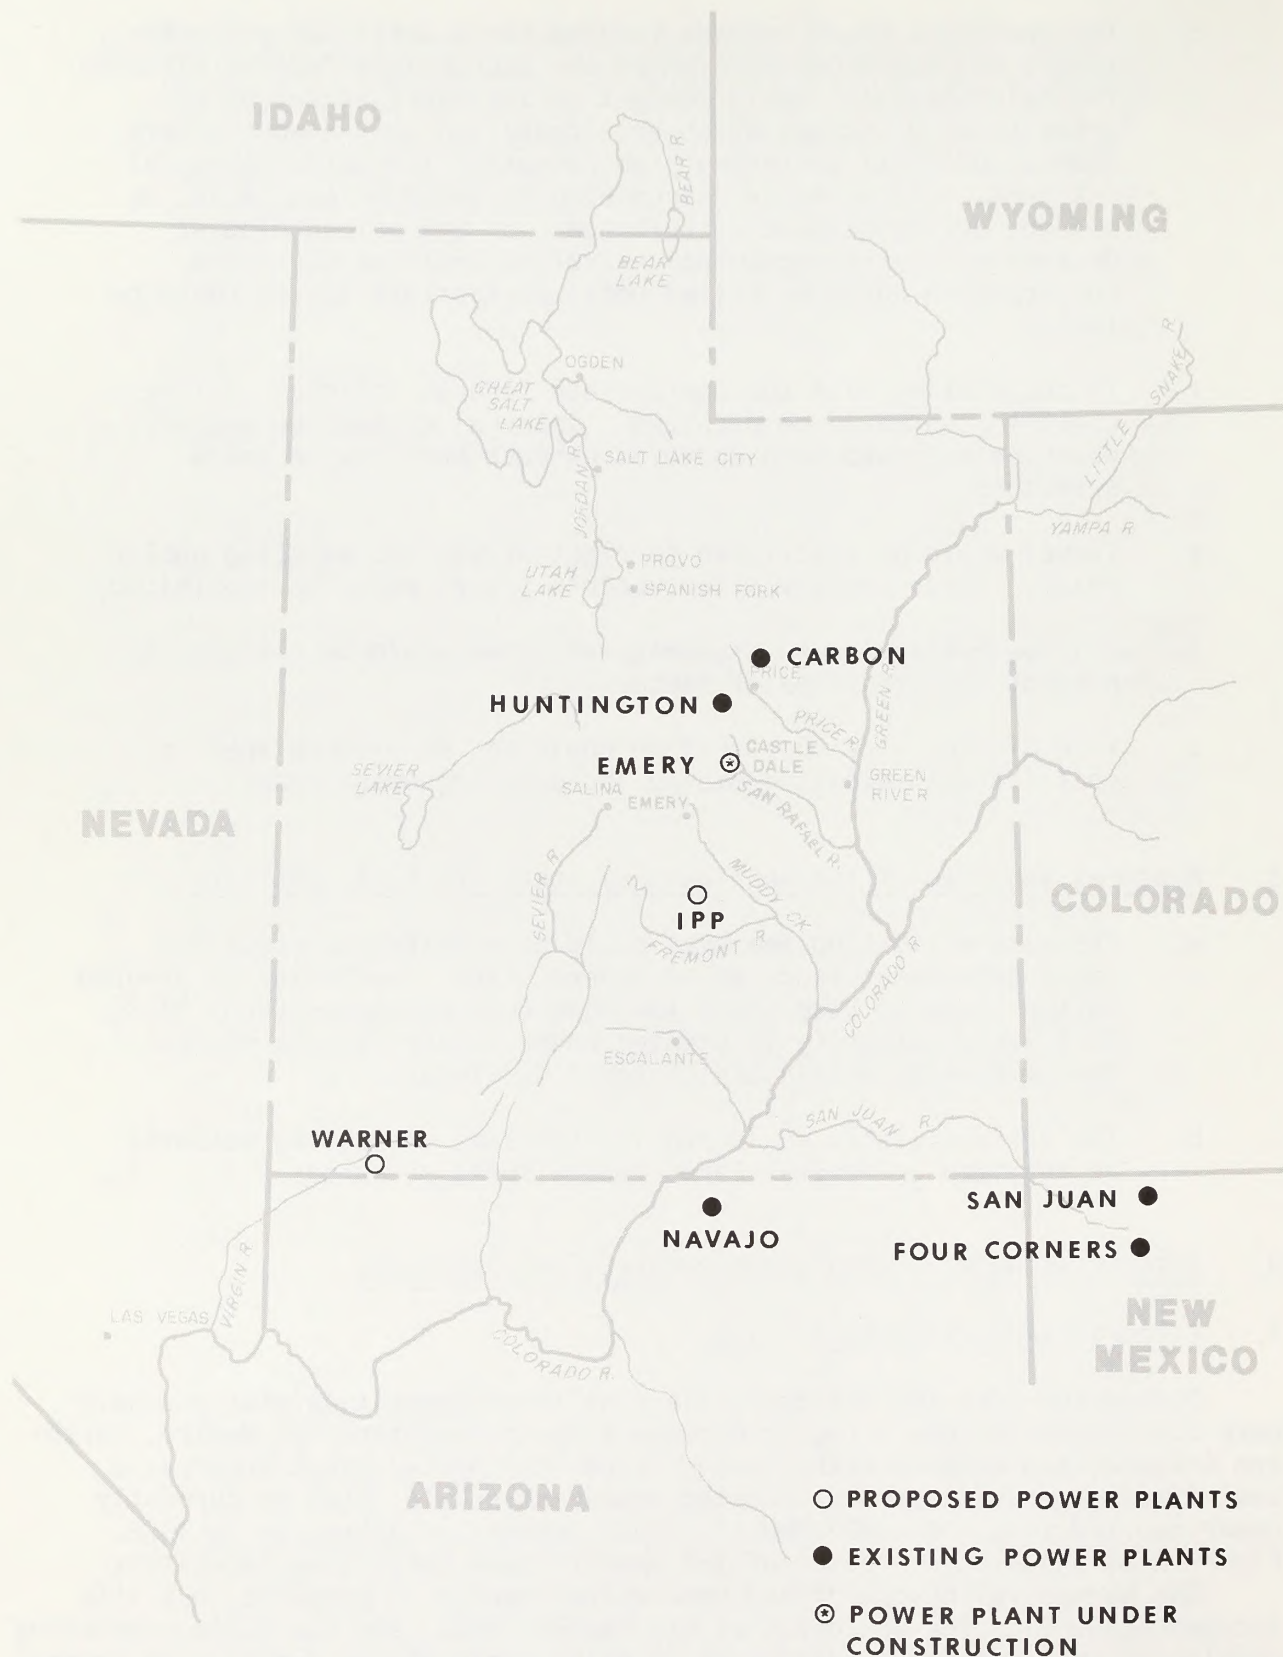 IDAHO
BEAR R.
WYOMING
BEAR
LAKE
OGDEN
GREAT
SALT
LAKE
LITTLE SNAKE R.
SALT LAKE CITY
JORDAN R.
YAMPA R.
PROVO
UTAH
LAKE
SPANISH FORK
CARBON
PRICE
HUNTINGTON
PRICE R.
GREEN R.
EMERY
CASTLE
DALE
SEVIER
LAKE
SALINA
EMERY
GREEN
RIVER
SAN RAFAEL R.
NEVADA
MUDDY CK
SEVIER R.
IPP
COLORADO
FREMONT R
COLORADO R
ESCALANTE
SAN JUAN R
WARNER
SAN JUAN
NAVAJO
FOUR CORNERS
VIRGIN R
LAS VEGAS
NEW
MEXICO
COLORADO R.
ARIZONA
PROPOSED POWER PLANTS
EXISTING POWER PLANTS
POWER PLANT UNDER
CONSTRUCTION